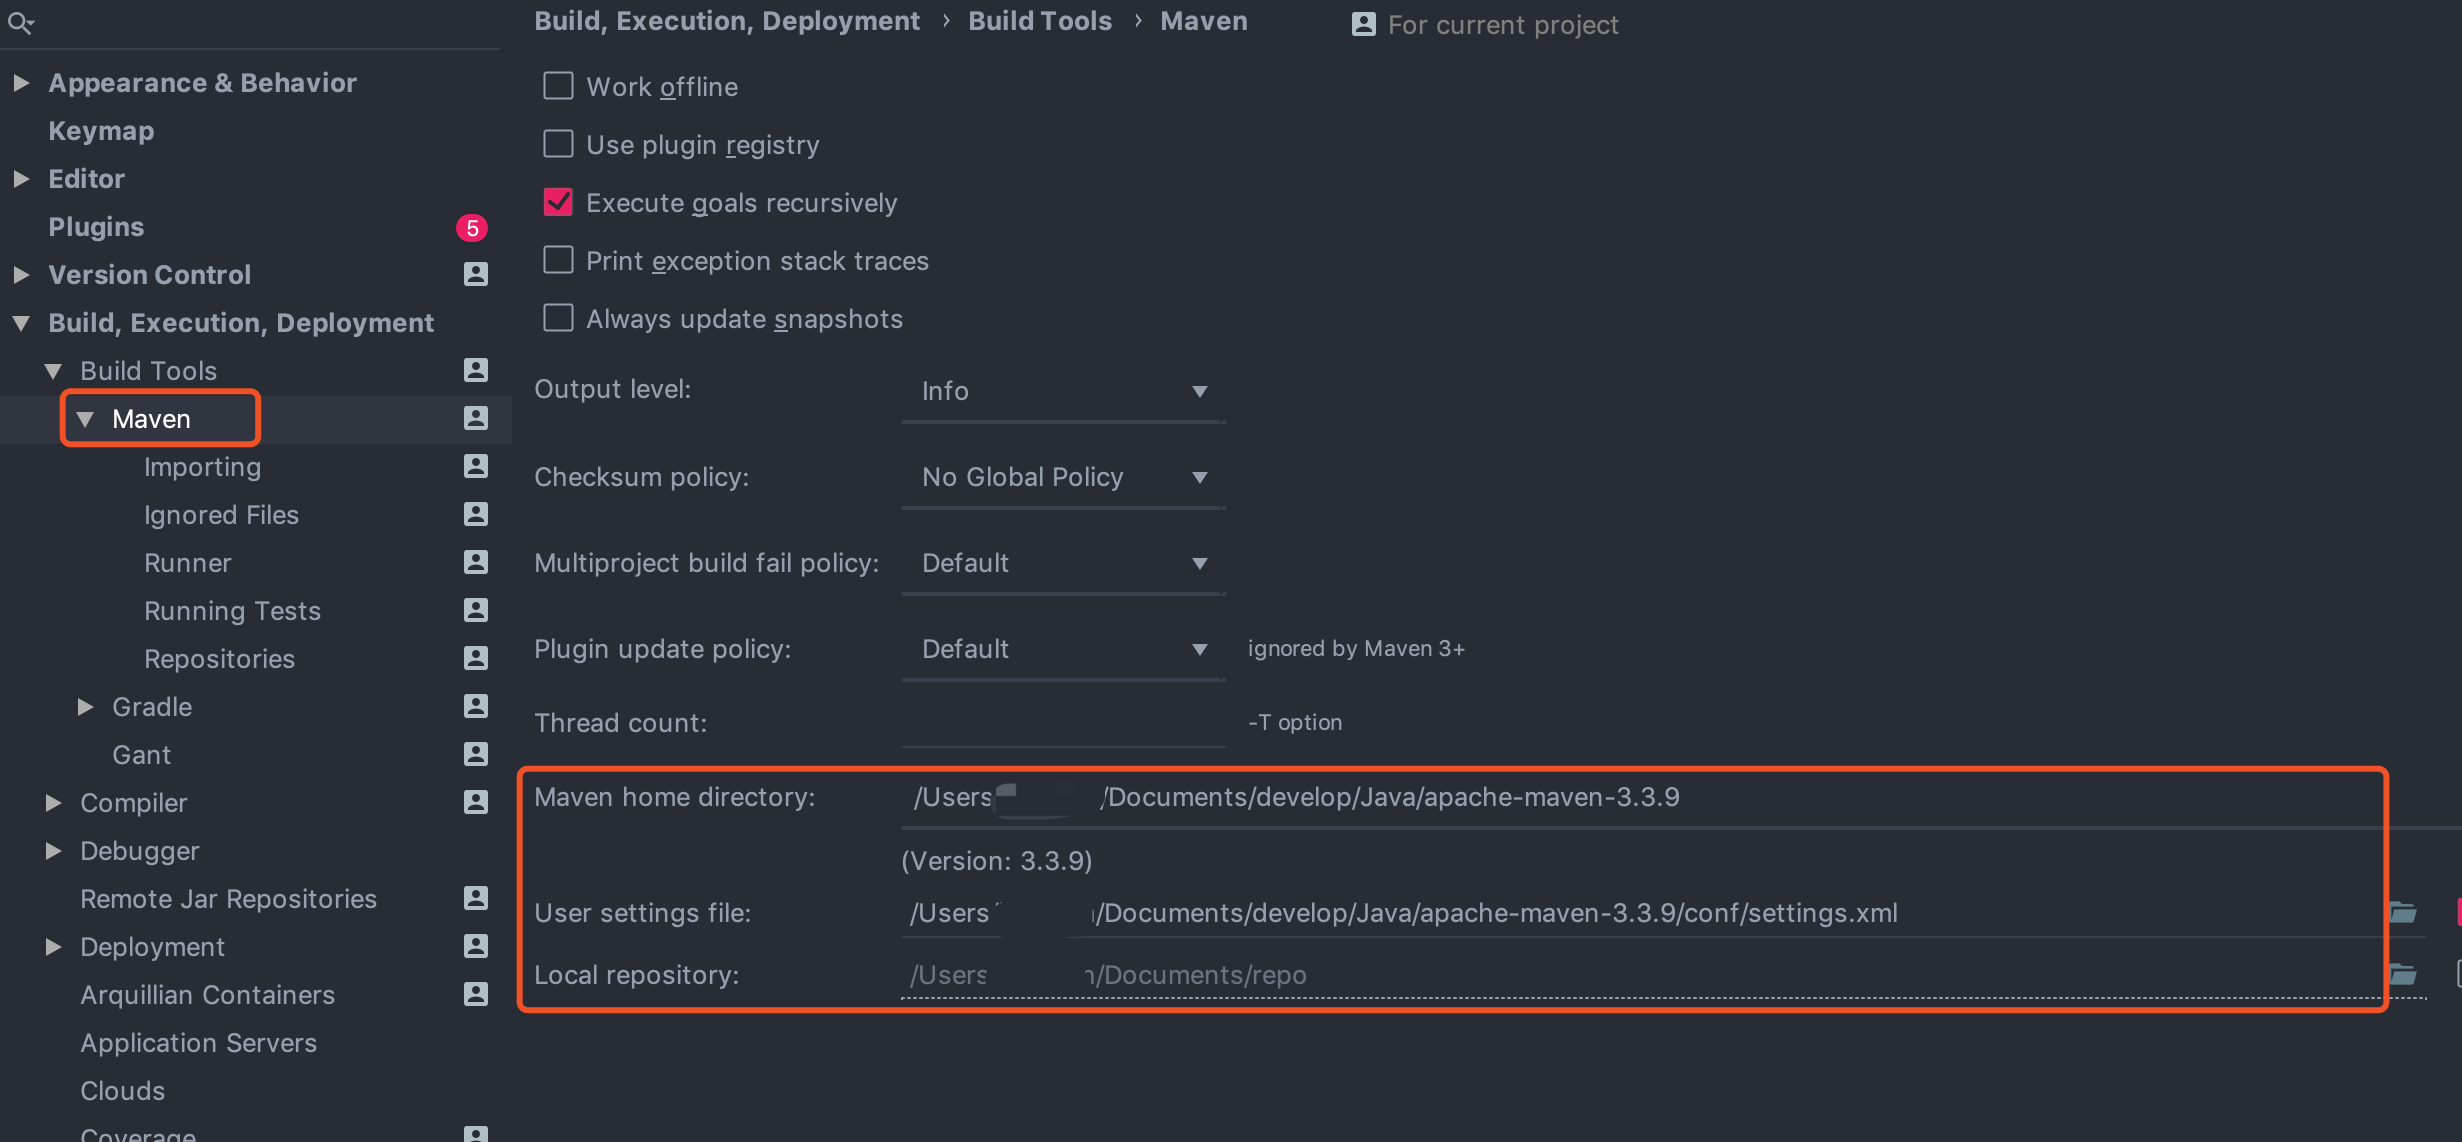 Appearance & Behavior
Keymap
Editor
Plugins 5
Version Control
Build, Execution, Deployment
Build Tools
Maven
Importing
Ignored Files
Runner
Running Tests
Repositories
Gradle
Gant
Compiler
Debugger
Remote Jar Repositories
Deployment
Arquillian Containers
Application Servers
Clouds
Coverage
Build, Execution, Deployment › Build Tools › Maven For current project
Work offline
Use plugin registry
Execute goals recursively
Print exception stack traces
Always update snapshots
Output level: Info
Checksum policy: No Global Policy
Multiproject build fail policy: Default
Plugin update policy: Default ignored by Maven 3+
Thread count: -T option
Maven home directory: /Users /Documents/develop/Java/apache-maven-3.3.9
(Version: 3.3.9)
User settings file: /Users /Documents/develop/Java/apache-maven-3.3.9/conf/settings.xml
Local repository: /Users /Documents/repo